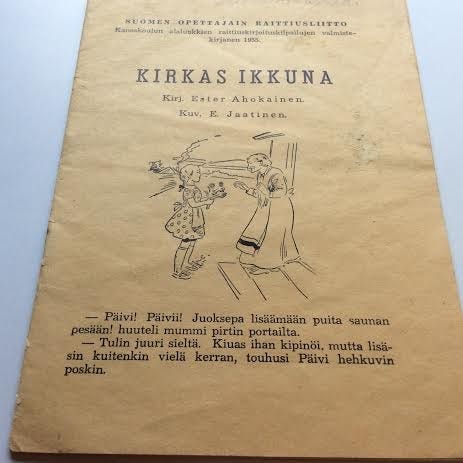 SUOMEN OPETTAJAIN RAITTIUSLIITTO
Kansakoulun alaluokkien raittiuskirjoituskilpailujen valmista-
kirjanen 1955.
KIRKAS IKKUNA
Kirj. Ester Ahokainen.
Kuv. E. Jaatinen.
— Päivi! Päivii! Juoksepa lisäämään puita saunan
pesään! huuteli mummi pirtin portailta.
— Tulin juuri sieltä. Kiuas ihan kipinöi, mutta lisä-
sin kuitenkin vielä kerran, touhusi Päivi hehkuvin
poskin.